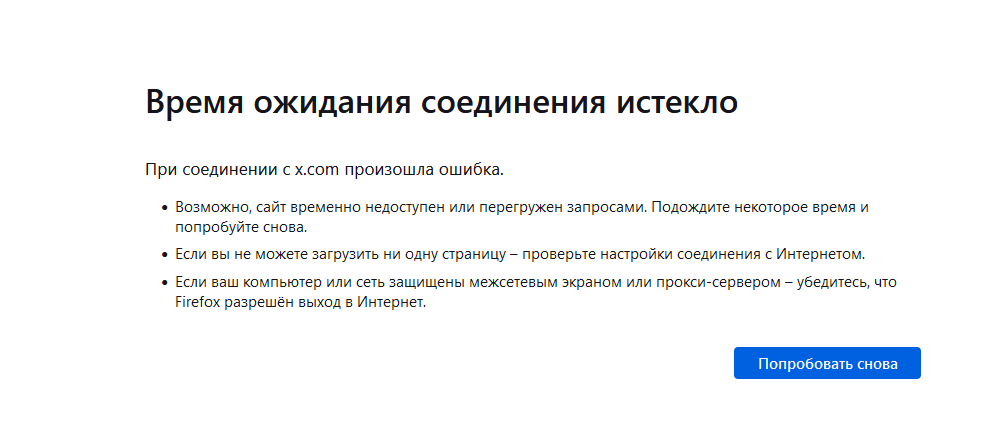 Время ожидания соединения истекло
При соединении с x.com произошла ошибка.
• Возможно, сайт временно недоступен или перегружен запросами. Подождите некоторое время и
попробуйте снова.
• Если вы не можете загрузить ни одну страницу – проверьте настройки соединения с Интернетом.
• Если ваш компьютер или сеть защищены межсетевым экраном или прокси-сервером – убедитесь, что
Firefox разрешён выход в Интернет.
Попробовать снова